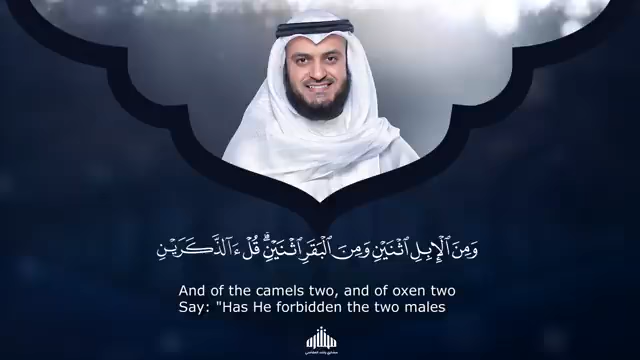 وَمِنَ ٱلْإِبِلِ ٱثْنَيْنِ وَمِنَ ٱلْبَقَرِ ٱثْنَيْنِ ۗ قُلْ ءَآلذَّكَرَيْنِ
And of the camels two, and of oxen two
Say: "Has He forbidden the two males